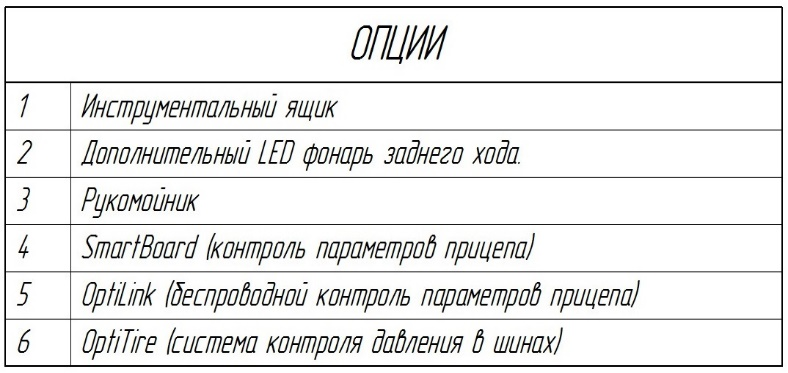 ОПЦИИ
1 Инструментальный ящик
2 Дополнительный LED фонарь заднего хода.
3 Рукомойник
4 SmartBoard (контроль параметров прицепа)
5 OptiLink (беспроводной контроль параметров прицепа)
6 OptiTire (система контроля давления в шинах)